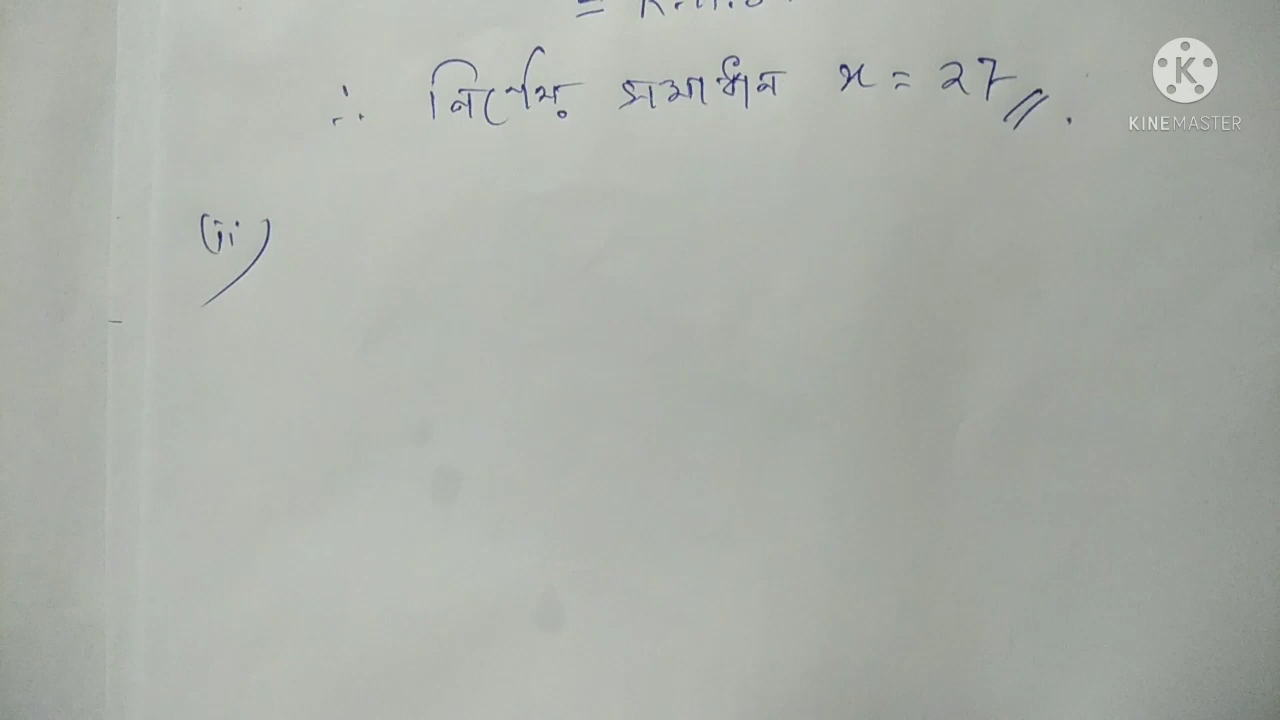 = R.H.S
∴ নির্ণেয় সমাধান x = 27 //.
(ii)
K
KINEMASTER